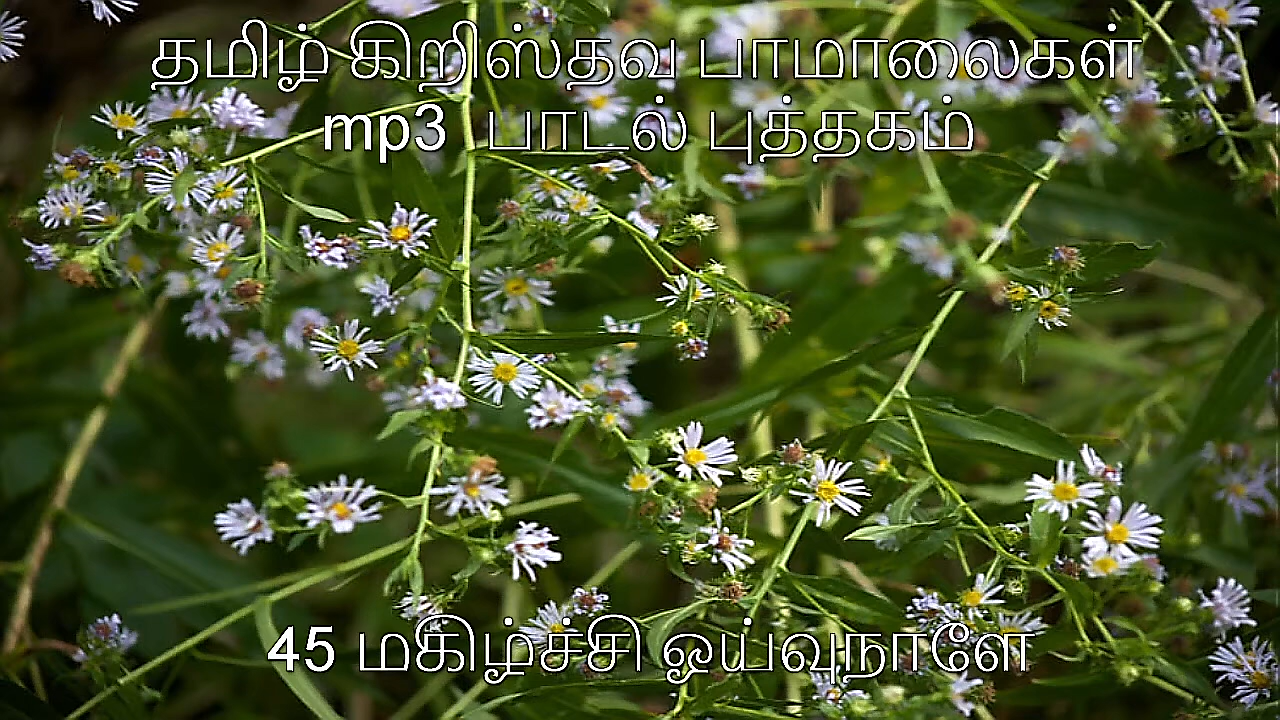 தமிழ் கிறிஸ்தவ பாமாலைகள்
mp3 பாடல் புத்தகம்
45 மகிழ்ச்சி ஓய்வுநாளே